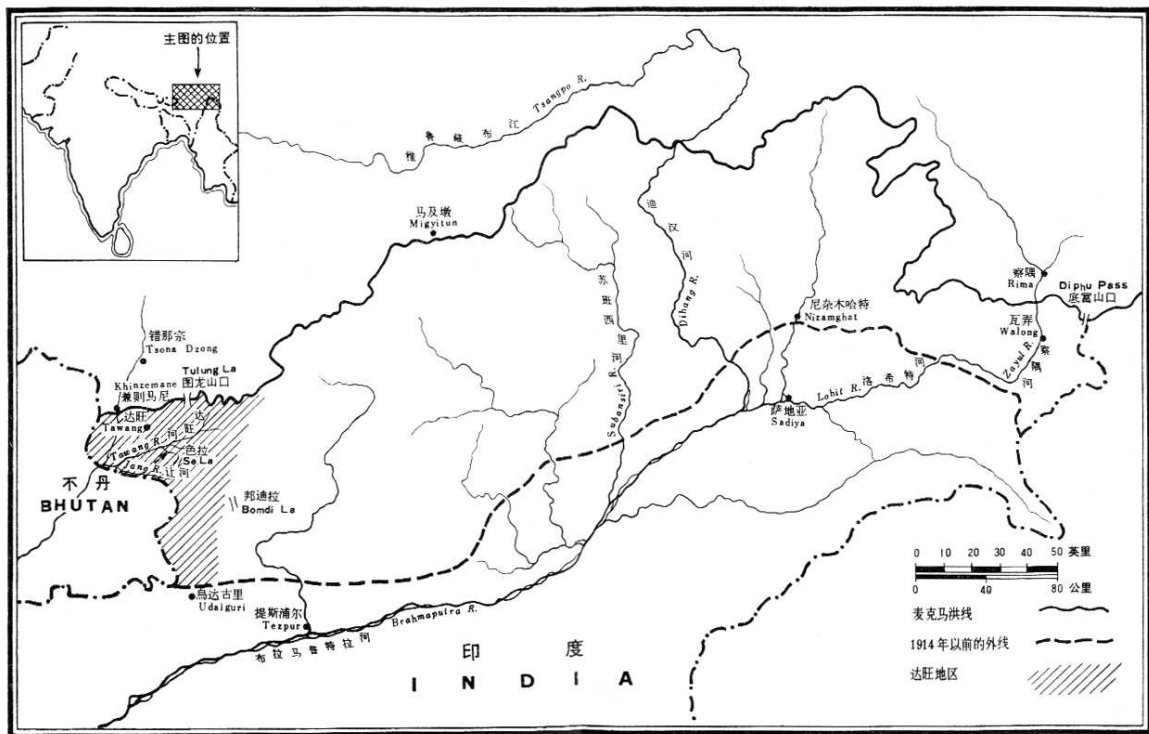 主图的位置
雅鲁藏布江
Tsangpo R.
马及墩
Migyitun
迪汉河
Dihang R.
苏班西里河
Subansiri R.
察隅
Rima
Diphu Pass
底富山口
尼杂木哈特
Nizamghat
瓦弄
Walong
Zayul R.
察隅河
错那宗
Tsona Dzong
Khinzemane
兼则马尼
Tulung La
图龙山口
达旺
Tawang
Tawang R.
达旺河
色拉
Se La
Jang R.
让河
Lohit R.
洛希特河
萨地亚
Sadiya
不丹
BHUTAN
邦迪拉
Bomdi La
乌达古里
Udaiguri
提斯浦尔
Tezpur
布拉马普特拉河
Brahmaputra R.
印度
INDIA
0 10 20 30 40 50 英里
0 40 80 公里
麦克马洪线
1914年以前的外线
达旺地区